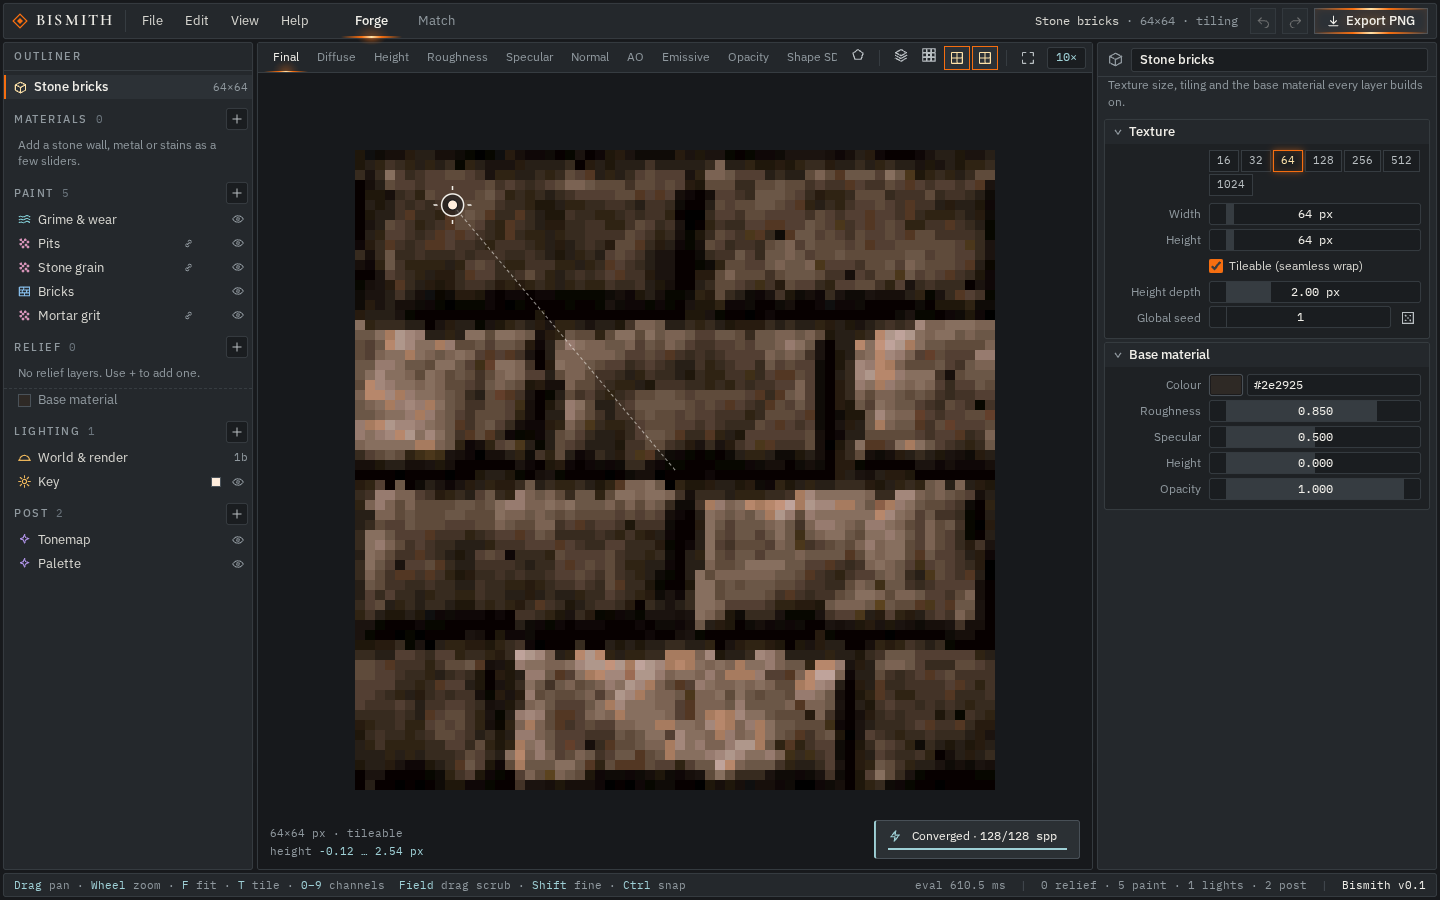 BISMITH
File Edit View Help Forge Match
Stone bricks · 64×64 · tiling
Export PNG
OUTLINER
Stone bricks 64×64
MATERIALS 0
Add a stone wall, metal or stains as a
few sliders.
PAINT 5
Grime & wear
Pits
Stone grain
Bricks
Mortar grit
RELIEF 0
No relief layers. Use + to add one.
Base material
LIGHTING 1
World & render 1b
Key
POST 2
Tonemap
Palette
Final Diffuse Height Roughness Specular Normal AO Emissive Opacity Shape SD
10×
64×64 px · tileable
height -0.12 … 2.54 px
Converged · 128/128 spp
Stone bricks
Texture size, tiling and the base material every layer builds
on.
Texture
16 32 64 128 256 512
1024
Width 64 px
Height 64 px
Tileable (seamless wrap)
Height depth 2.00 px
Global seed 1
Base material
Colour #2e2925
Roughness 0.850
Specular 0.500
Height 0.000
Opacity 1.000
Drag pan · Wheel zoom · F fit · T tile · 0–9 channels Field drag scrub · Shift fine · Ctrl snap
eval 610.5 ms | 0 relief · 5 paint · 1 lights · 2 post | Bismith v0.1